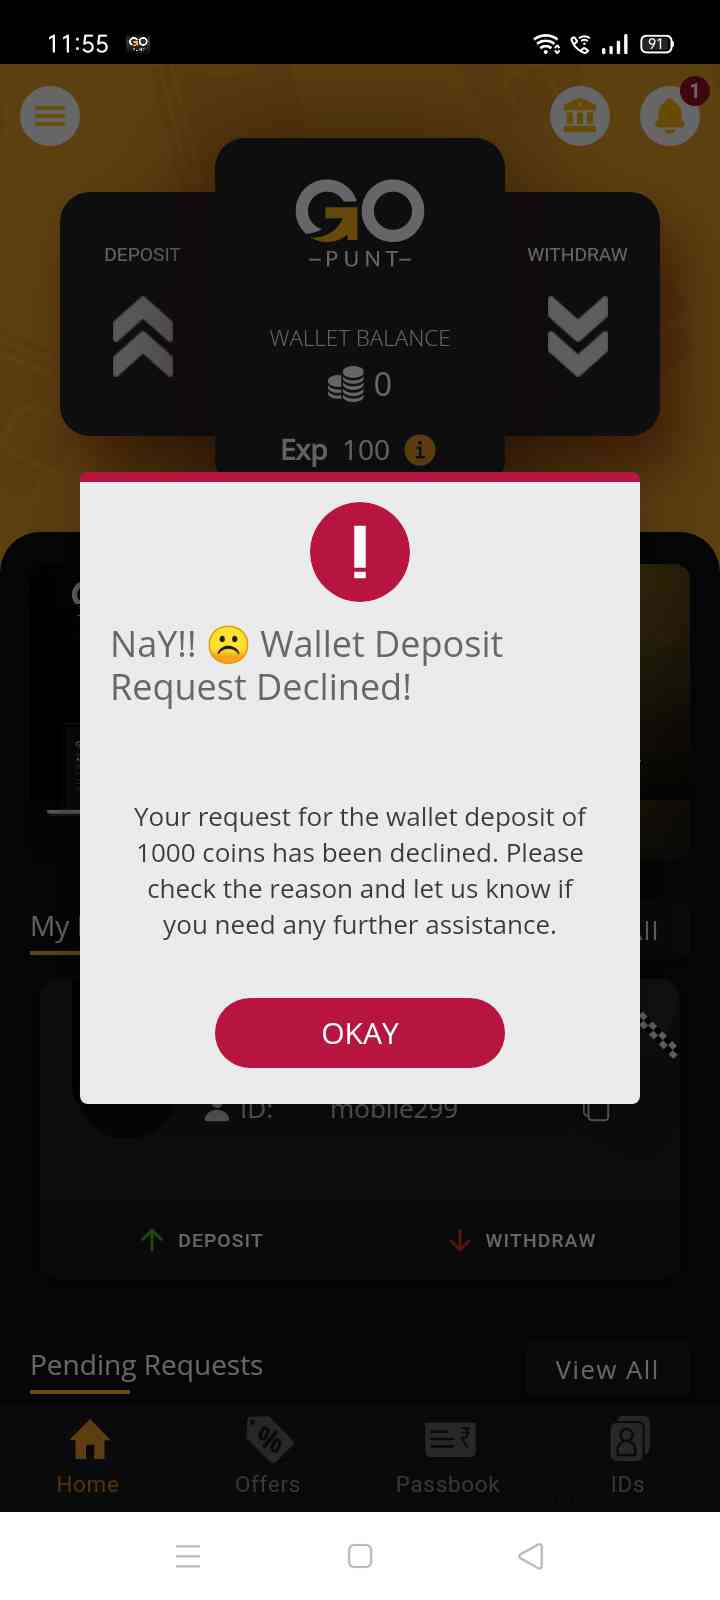 11:55
GO
PUNT
91
1
GO
-PUNT-
DEPOSIT
WITHDRAW
WALLET BALANCE
0
Exp 100 i
!
NaY!! ☹️ Wallet Deposit
Request Declined!
Your request for the wallet deposit of
1000 coins has been declined. Please
check the reason and let us know if
you need any further assistance.
My
All
OKAY
ID: mobile299
DEPOSIT
WITHDRAW
Pending Requests
View All
Home
Offers
Passbook
IDs